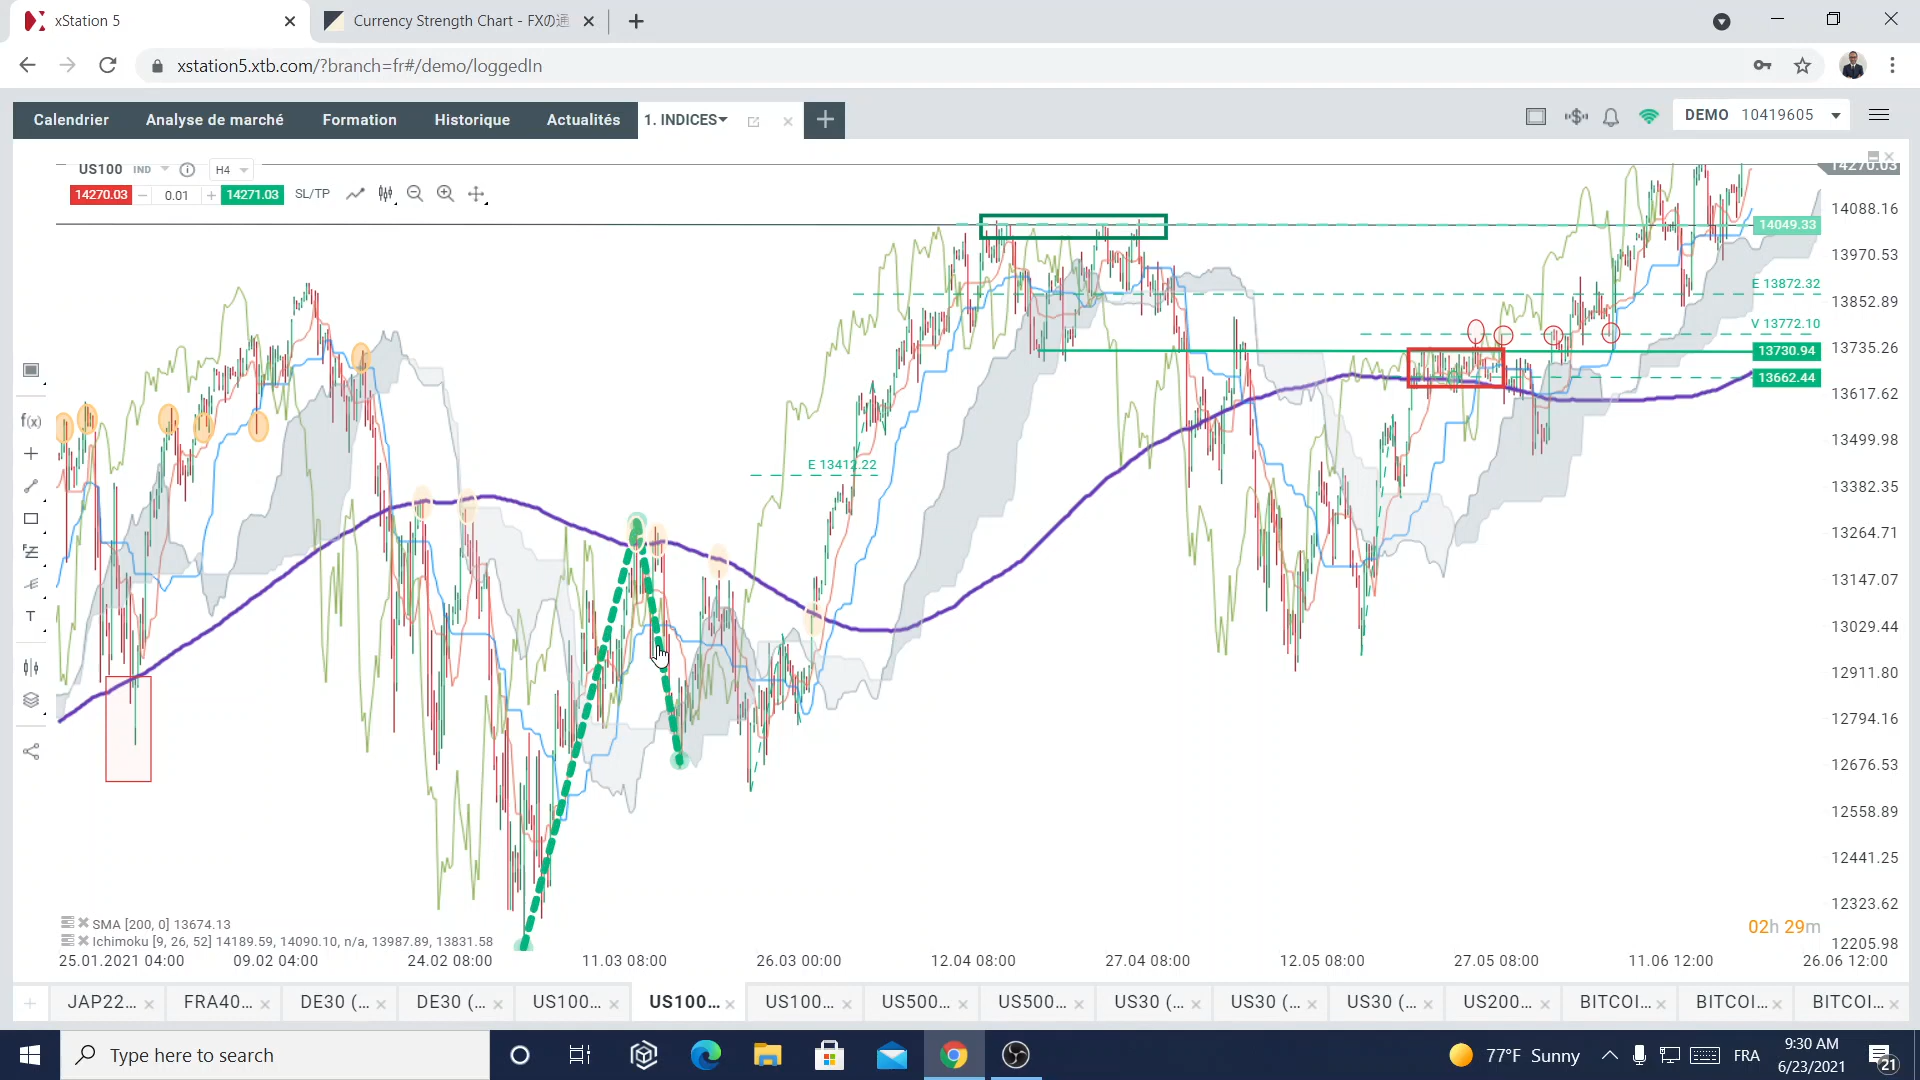 xStation 5
Currency Strength Chart - FXの通
xstation5.xtb.com/?branch=fr#/demo/loggedIn
Calendrier
Analyse de marché
Formation
Historique
Actualités
1. INDICES
DEMO 10419605
US100 IND
H4
14270.03
0.01
14271.03
SL/TP
14270.03
14088.16
14049.33
13970.53
E 13872.32
13852.89
V 13772.10
13735.26
13730.94
13662.44
13617.62
13499.98
E 13412.22
13382.35
13264.71
13147.07
13029.44
12911.80
12794.16
12676.53
12558.89
12441.25
12323.62
12205.98
f(x)
T
SMA [200, 0] 13674.13
Ichimoku [9, 26, 52] 14189.59, 14090.10, n/a, 13987.89, 13831.58
02h 29m
25.01.2021 04:00
09.02 04:00
24.02 08:00
11.03 08:00
26.03 00:00
12.04 08:00
27.04 08:00
12.05 08:00
27.05 08:00
11.06 12:00
26.06 12:00
JAP22...
FRA40...
DE30 (...
DE30 (...
US100...
US100...
US100...
US500...
US500...
US30 (...
US30 (...
US30 (...
US200...
BITCOI...
BITCOI...
BITCOI...
Type here to search
77°F Sunny
FRA
9:30 AM
6/23/2021
21